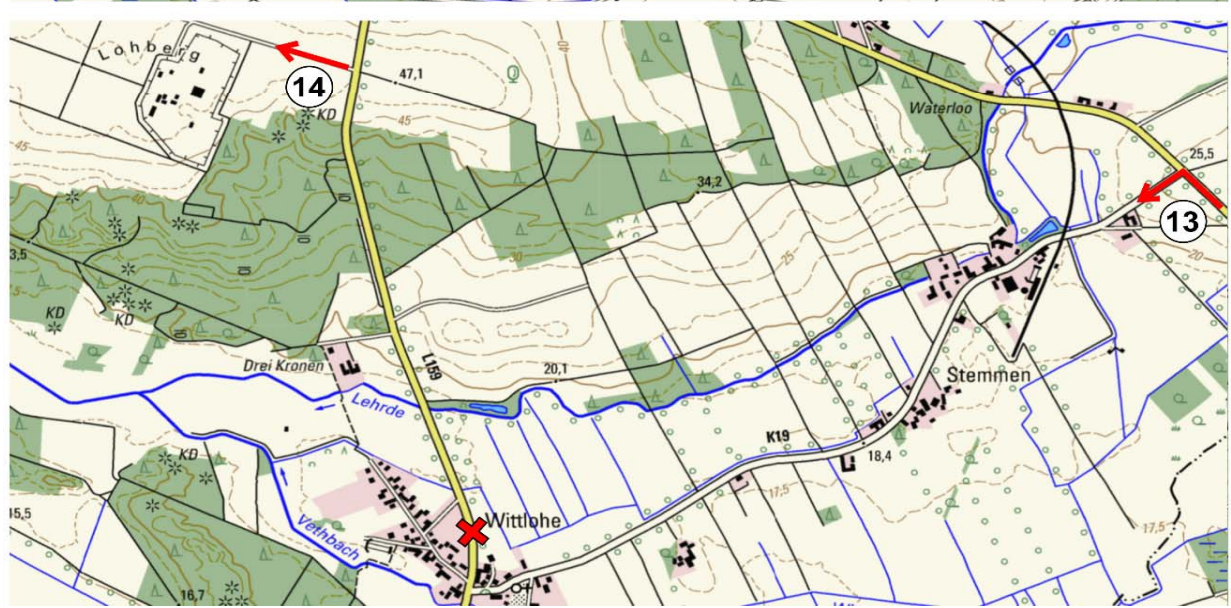 Lohberg
14
47,1
KD
40
45
45
Waterloo
25,5
34,2
13
3,5
30
25
20
KD
KD
Drei Kronen
L159
20,1
Stemmen
Lehrde
K19
18,4
KD
17,5
15,5
Wittlohe
Vethbach
17,5
16,7